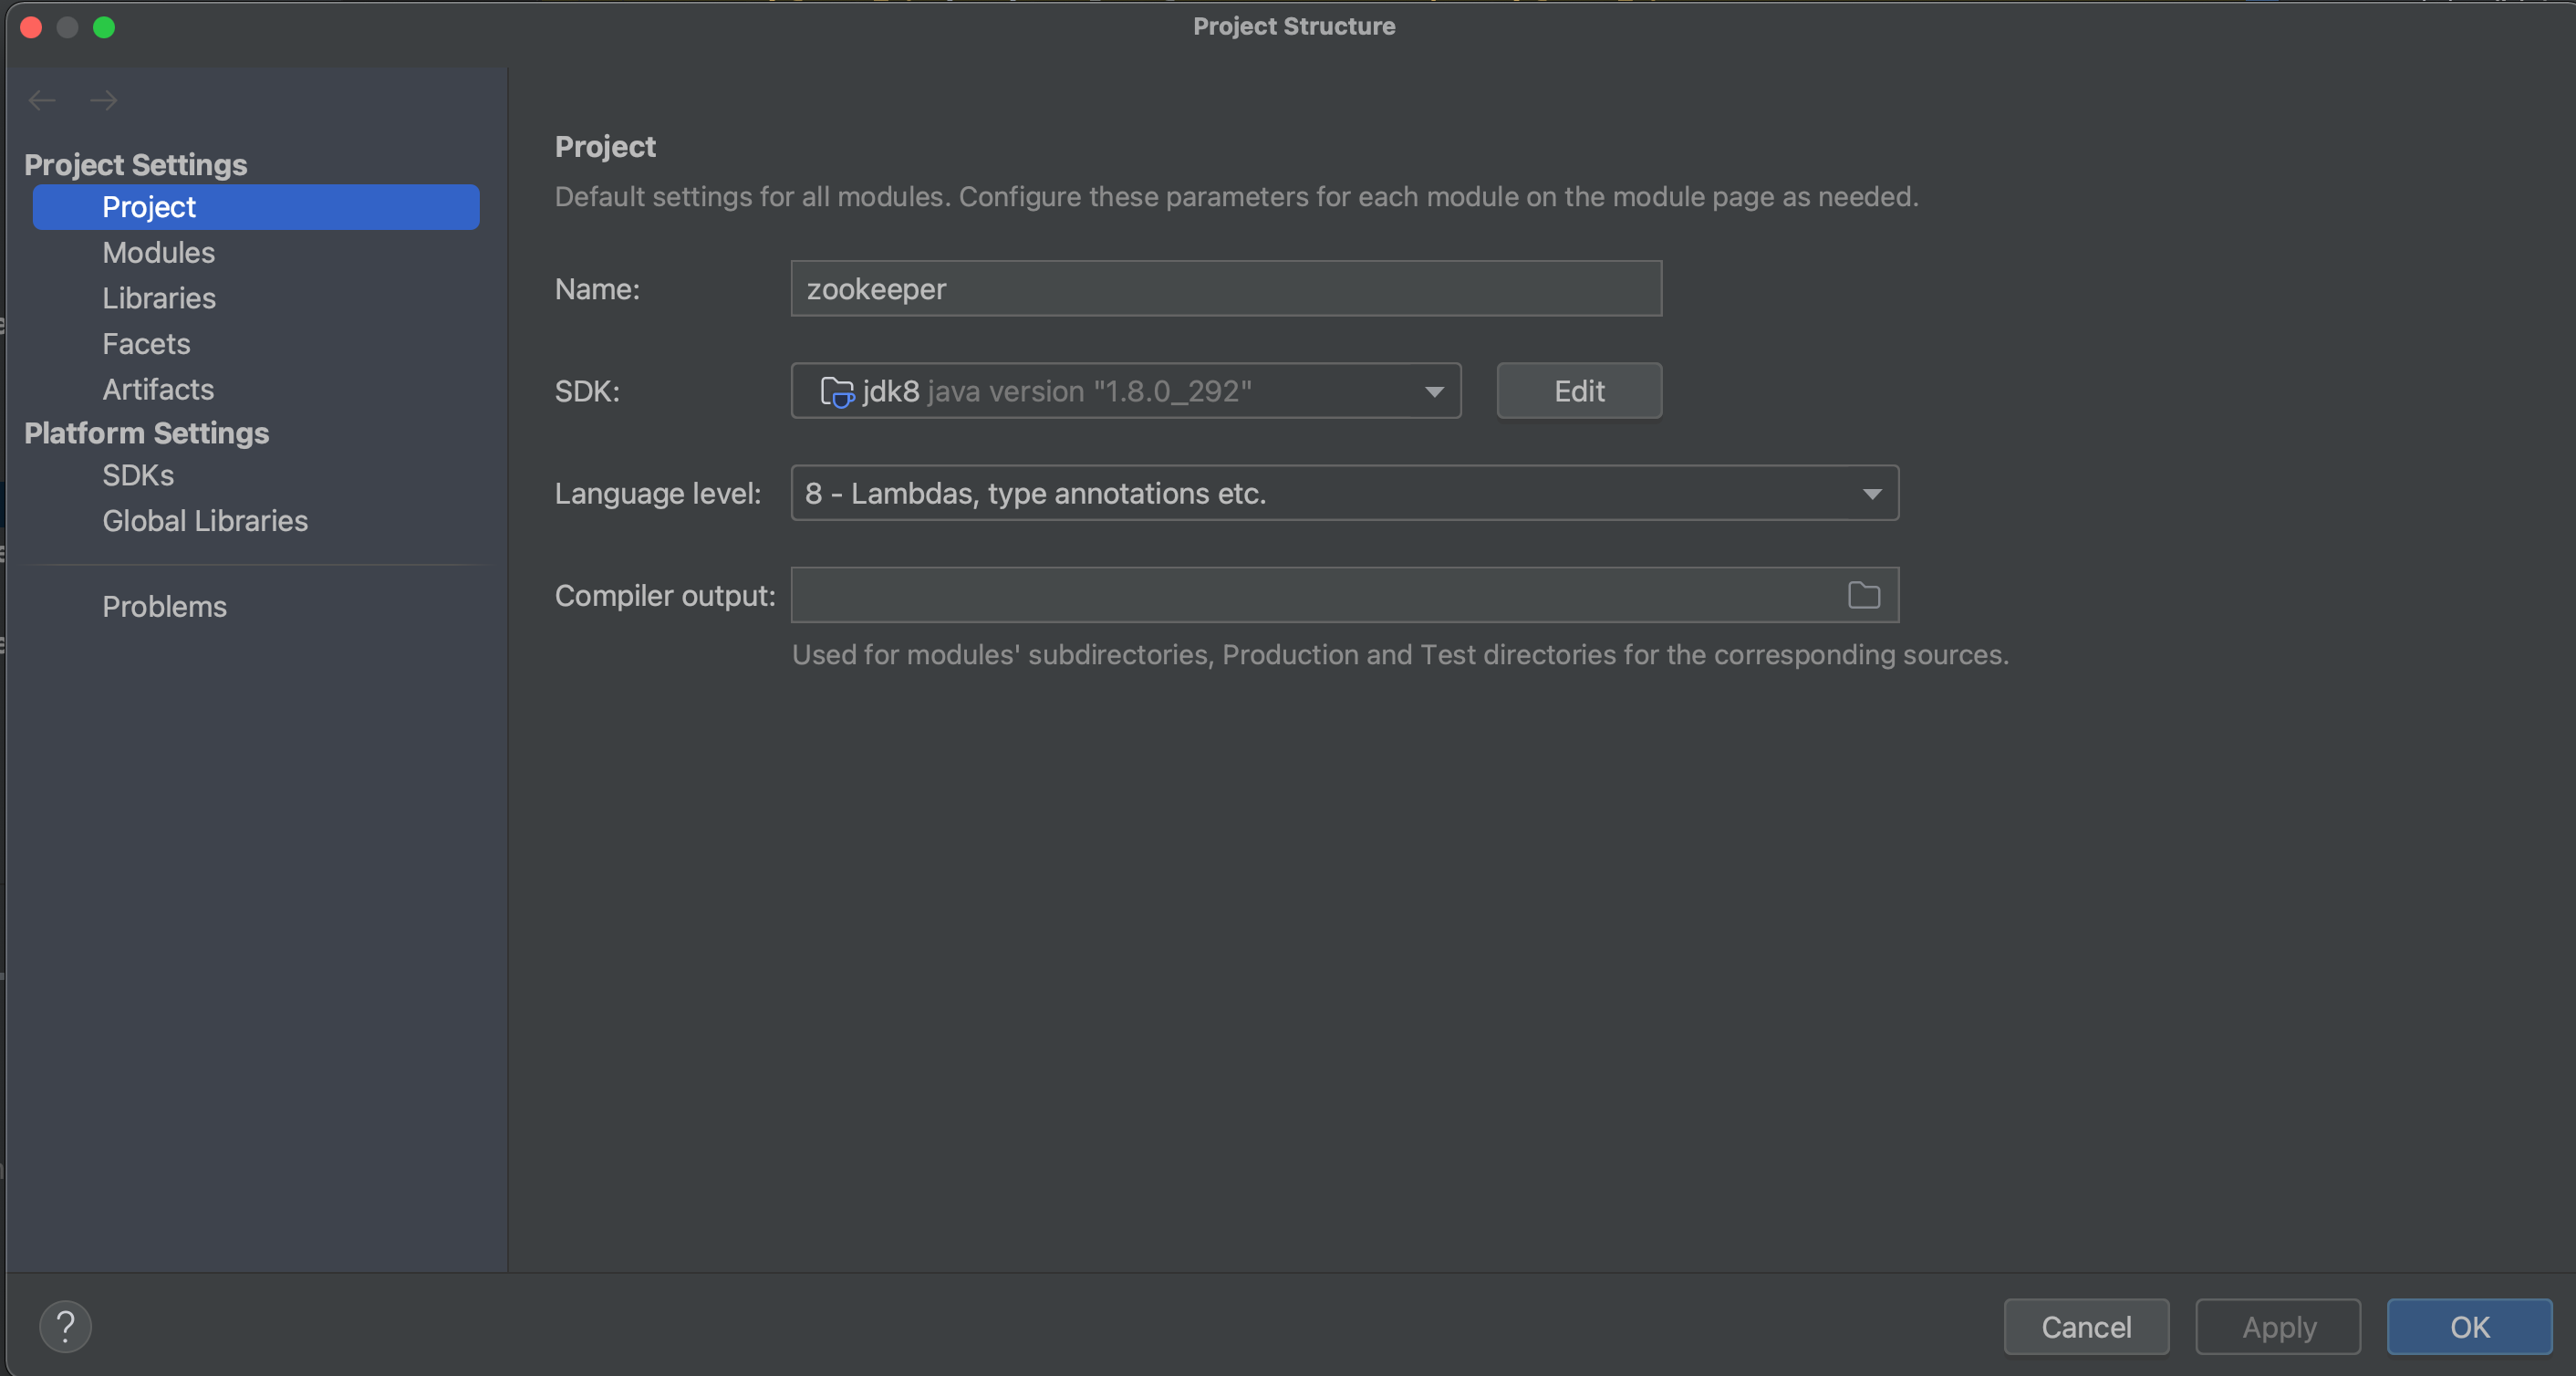 Project Structure
Project Settings
Project
Modules
Libraries
Facets
Artifacts
Platform Settings
SDKs
Global Libraries
Problems
Project
Default settings for all modules. Configure these parameters for each module on the module page as needed.
Name: zookeeper
SDK: jdk8 java version "1.8.0_292" Edit
Language level: 8 - Lambdas, type annotations etc.
Compiler output:
Used for modules' subdirectories, Production and Test directories for the corresponding sources.
? Cancel Apply OK